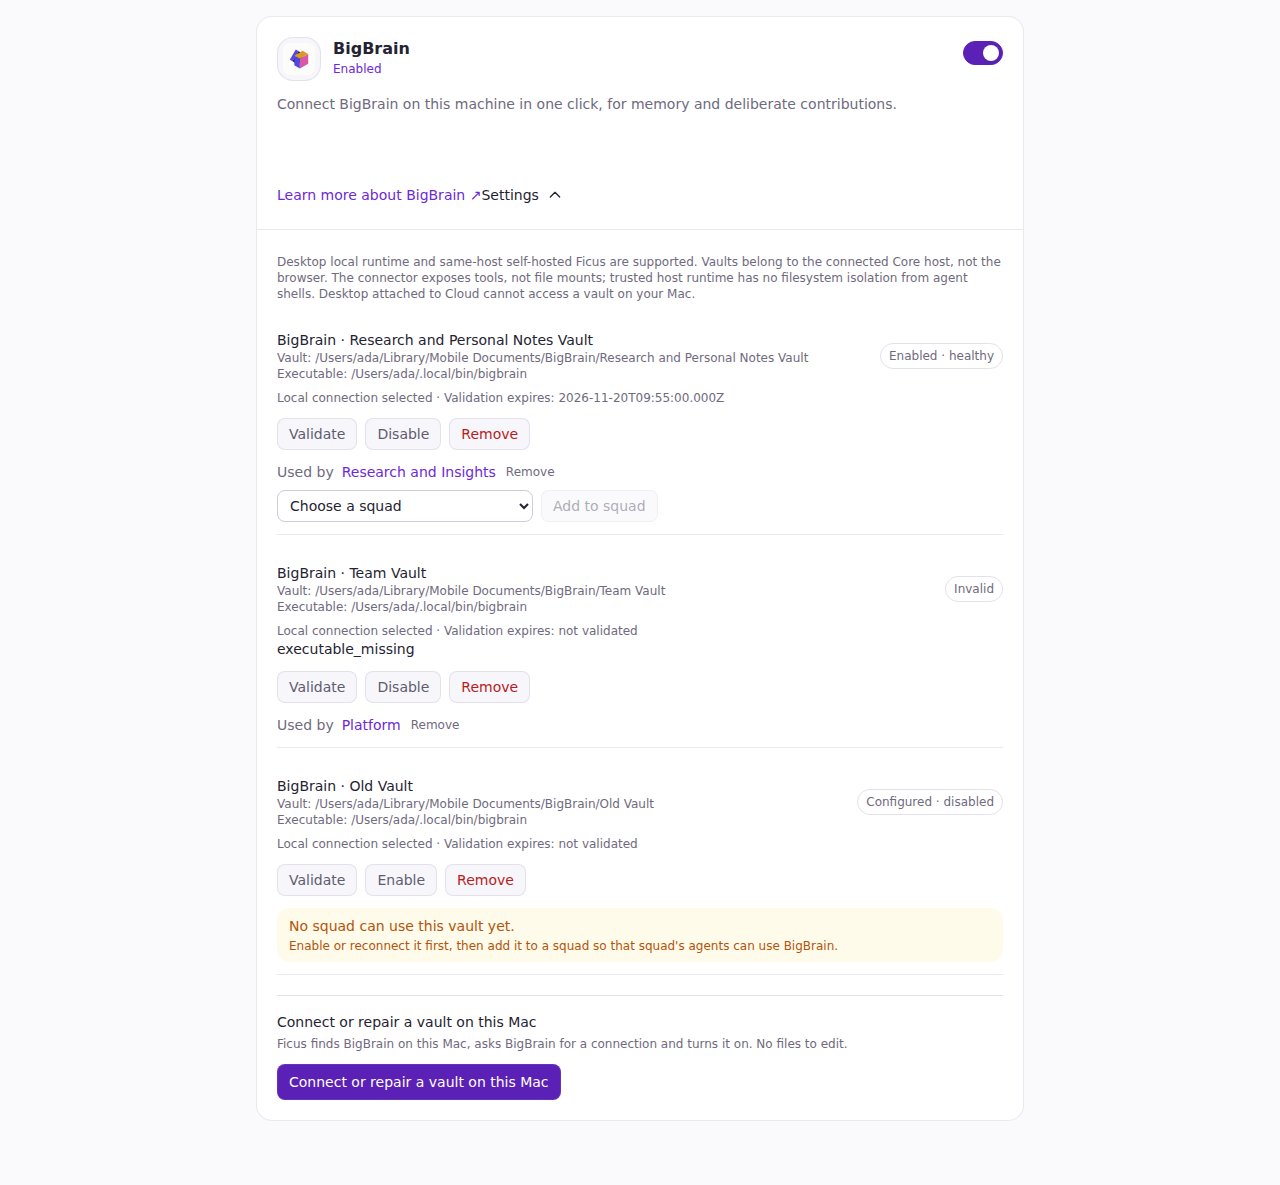 BigBrain
Enabled
Connect BigBrain on this machine in one click, for memory and deliberate contributions.
Learn more about BigBrain ↗Settings
Desktop local runtime and same-host self-hosted Ficus are supported. Vaults belong to the connected Core host, not the
browser. The connector exposes tools, not file mounts; trusted host runtime has no filesystem isolation from agent
shells. Desktop attached to Cloud cannot access a vault on your Mac.
BigBrain · Research and Personal Notes Vault
Vault: /Users/ada/Library/Mobile Documents/BigBrain/Research and Personal Notes Vault
Executable: /Users/ada/.local/bin/bigbrain
Enabled · healthy
Local connection selected · Validation expires: 2026-11-20T09:55:00.000Z
Validate Disable Remove
Used by Research and Insights Remove
Choose a squad Add to squad
BigBrain · Team Vault
Vault: /Users/ada/Library/Mobile Documents/BigBrain/Team Vault
Executable: /Users/ada/.local/bin/bigbrain
Invalid
Local connection selected · Validation expires: not validated
executable_missing
Validate Disable Remove
Used by Platform Remove
BigBrain · Old Vault
Vault: /Users/ada/Library/Mobile Documents/BigBrain/Old Vault
Executable: /Users/ada/.local/bin/bigbrain
Configured · disabled
Local connection selected · Validation expires: not validated
Validate Enable Remove
No squad can use this vault yet.
Enable or reconnect it first, then add it to a squad so that squad's agents can use BigBrain.
Connect or repair a vault on this Mac
Ficus finds BigBrain on this Mac, asks BigBrain for a connection and turns it on. No files to edit.
Connect or repair a vault on this Mac